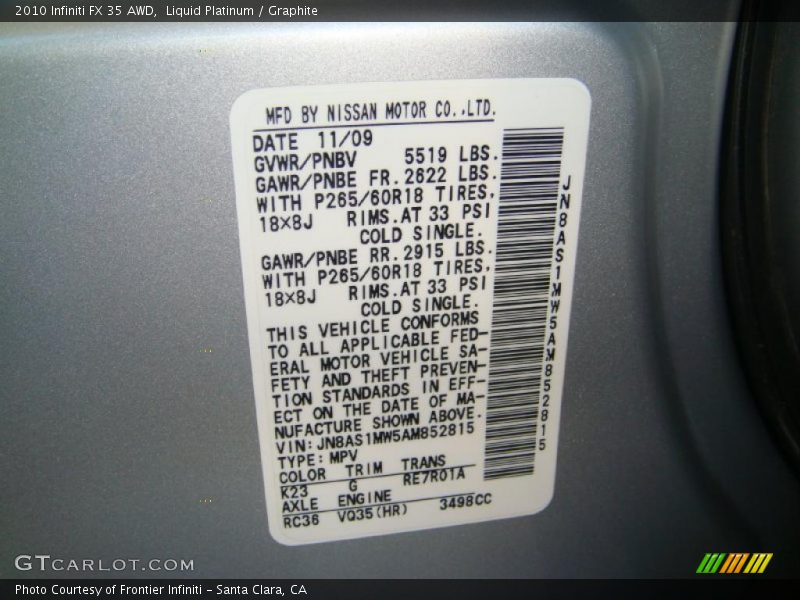 2010 Infiniti FX 35 AWD,  Liquid Platinum / Graphite
MFD BY NISSAN MOTOR CO.,LTD.
DATE 11/09
GVWR/PNBV 5519 LBS.
GAWR/PNBE FR. 2622 LBS.
WITH P265/60R18 TIRES,
18×8J RIMS. AT 33 PSI
COLD SINGLE.
GAWR/PNBE RR. 2915 LBS.
WITH P265/60R18 TIRES,
18×8J RIMS. AT 33 PSI
COLD SINGLE.
THIS VEHICLE CONFORMS
TO ALL APPLICABLE FED-
ERAL MOTOR VEHICLE SA-
FETY AND THEFT PREVEN-
TION STANDARDS IN EFF-
ECT ON THE DATE OF MA-
NUFACTURE SHOWN ABOVE.
VIN: JN8AS1MW5AM852815
TYPE: MPV
COLOR TRIM TRANS
K23 G RE7R01A
AXLE ENGINE
RC36 VQ35(HR) 3498CC
JN8AS1MW5AM852815
GTCARLOT.COM
Photo Courtesy of Frontier Infiniti - Santa Clara, CA